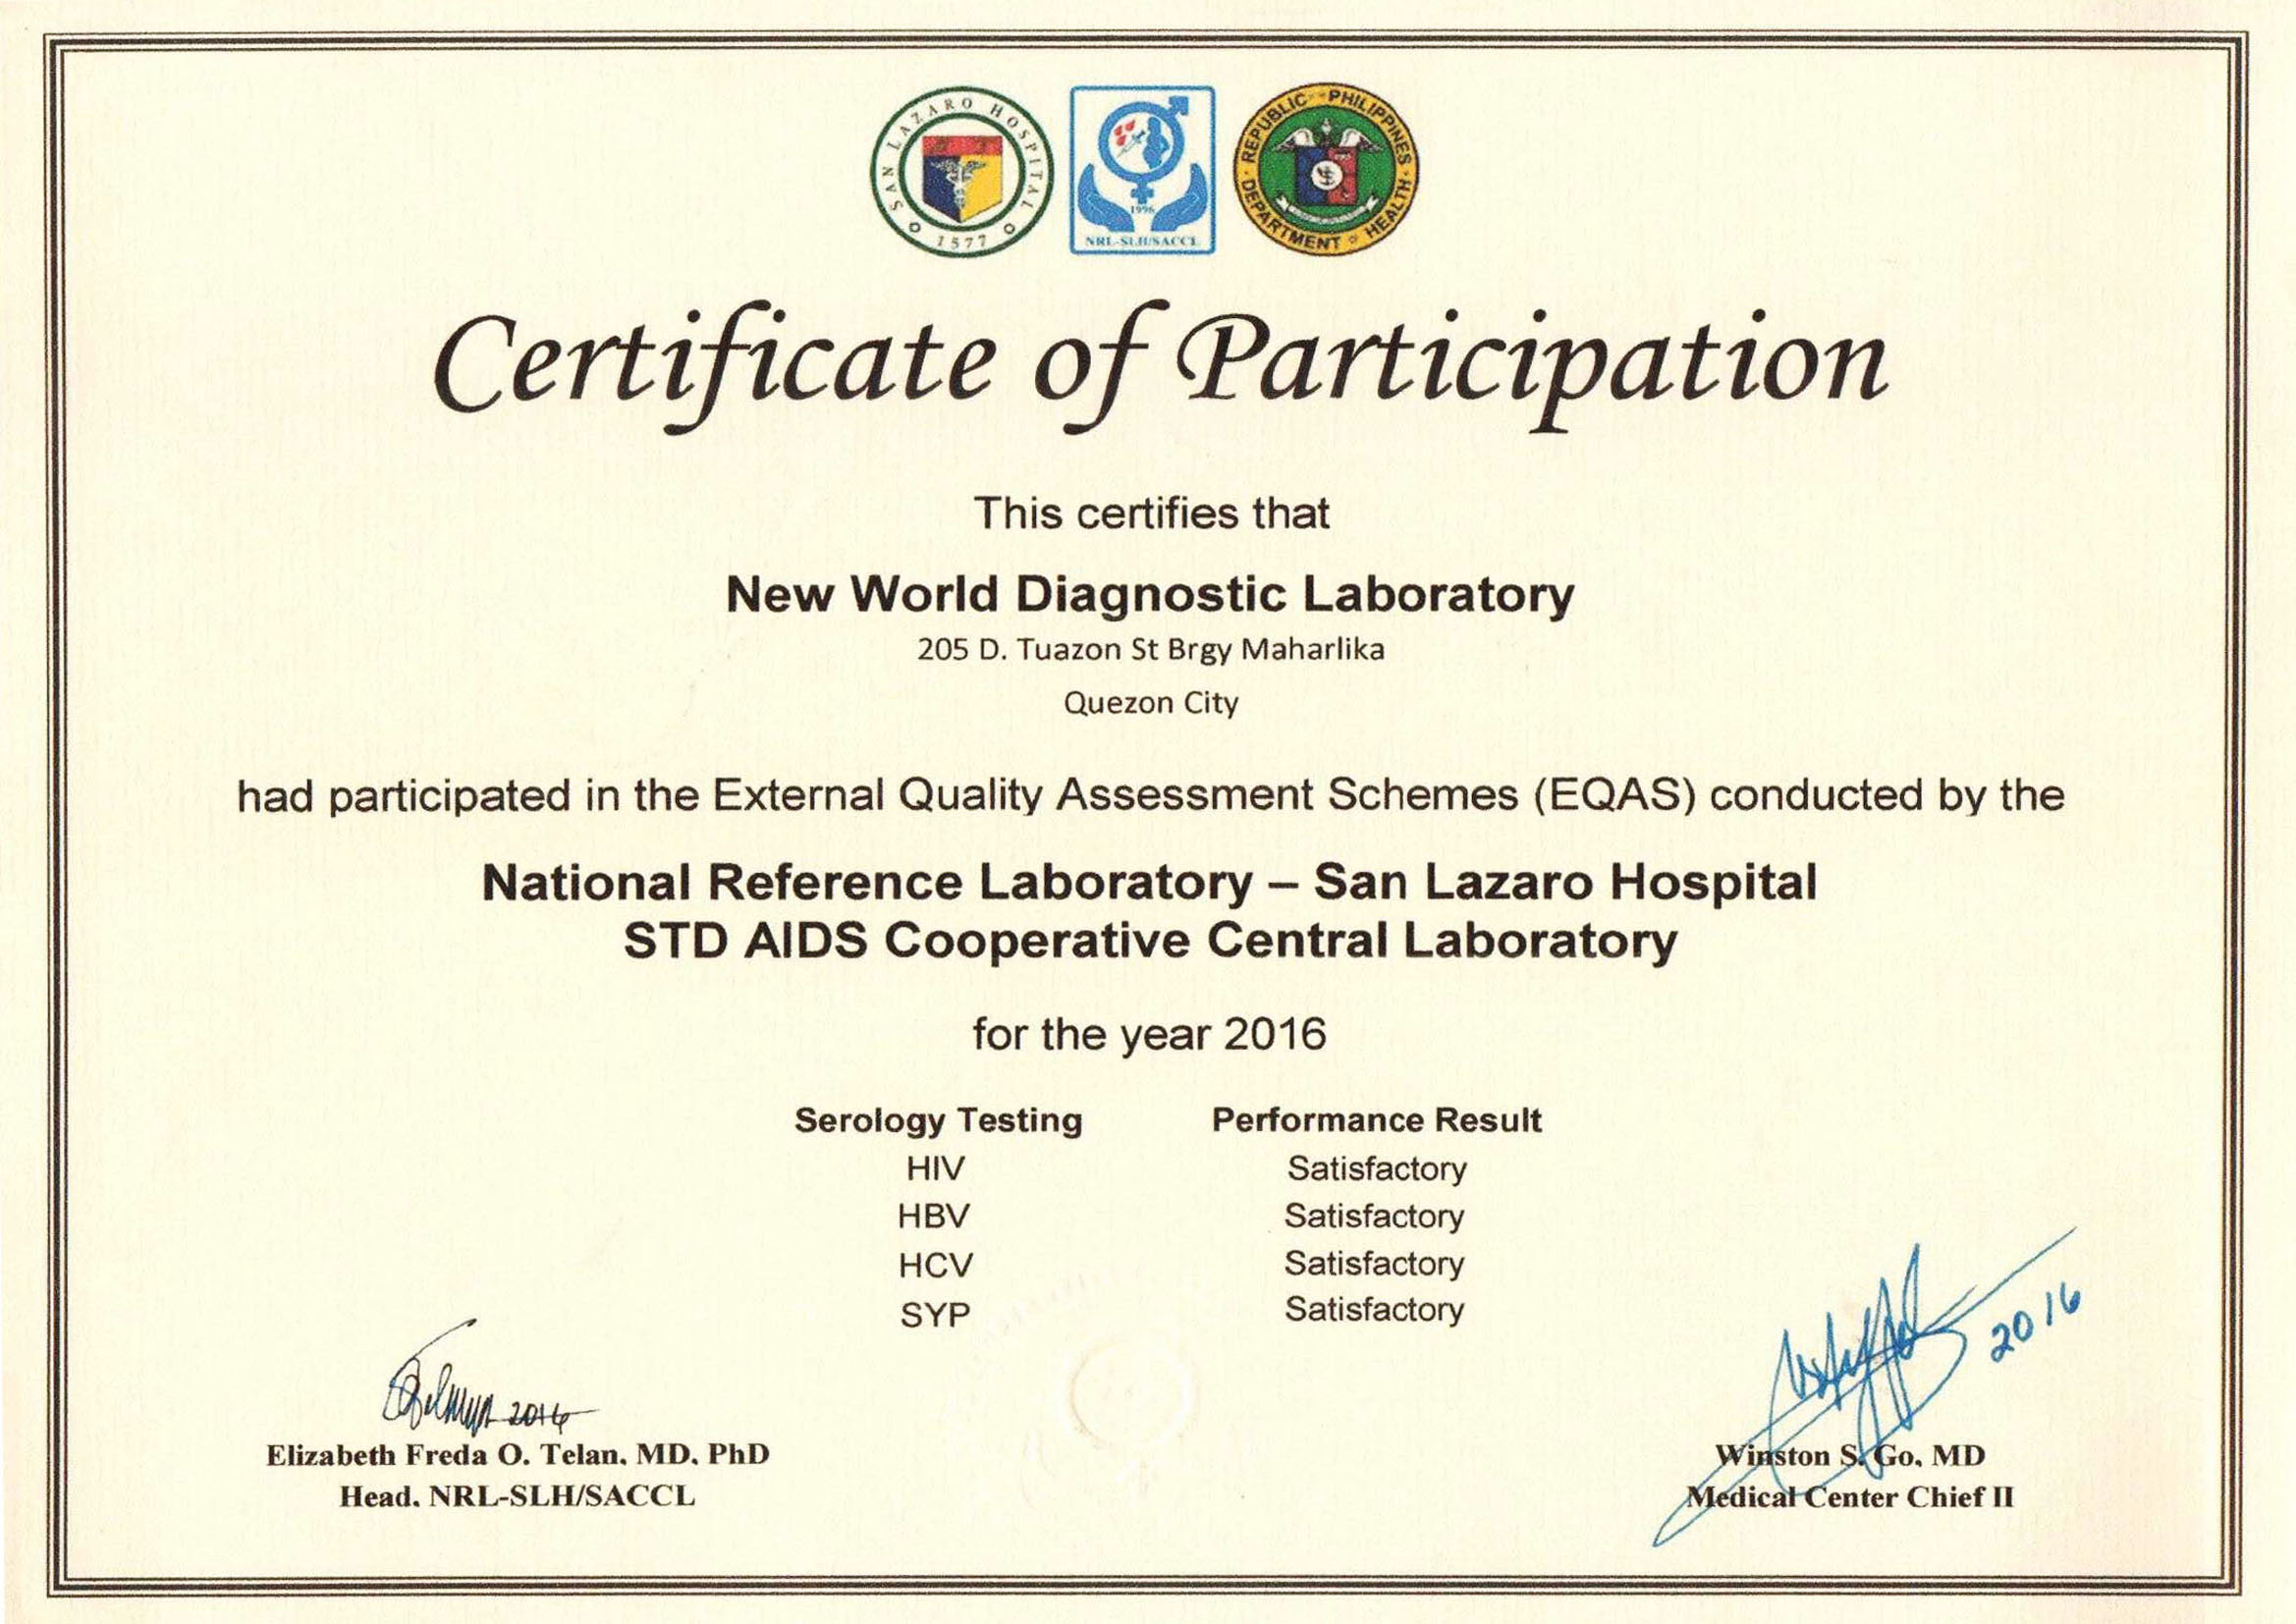 SAN LAZARO HOSPITAL
1577
1996
NRL-SLH/SACCL
REPUBLIC PHILIPPINES
DEPARTMENT of HEALTH
Certificate of Participation
This certifies that
New World Diagnostic Laboratory
205 D. Tuazon St Brgy Maharlika
Quezon City
had participated in the External Quality Assessment Schemes (EQAS) conducted by the
National Reference Laboratory – San Lazaro Hospital
STD AIDS Cooperative Central Laboratory
for the year 2016
Serology Testing Performance Result
HIV Satisfactory
HBV Satisfactory
HCV Satisfactory
SYP Satisfactory
2016
2016
Elizabeth Freda O. Telan, MD, PhD
Head, NRL-SLH/SACCL
Winston S. Go, MD
Medical Center Chief II